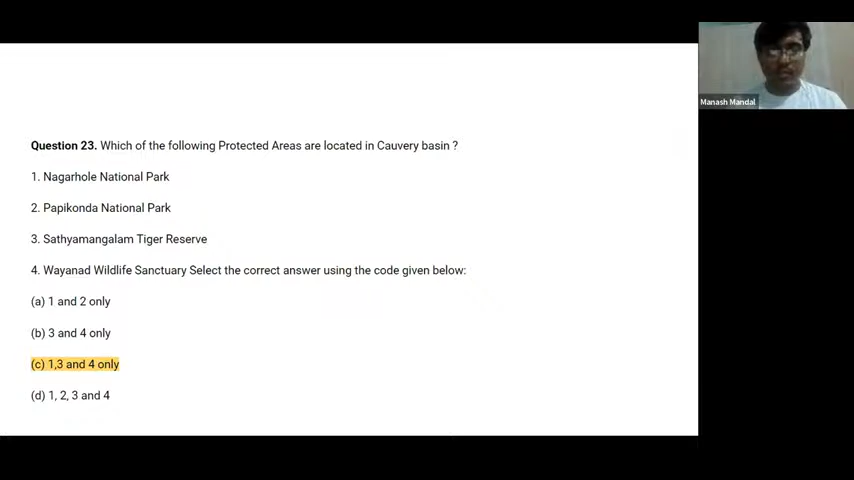 Manash Mandal
Question 23. Which of the following Protected Areas are located in Cauvery basin ?
1. Nagarhole National Park
2. Papikonda National Park
3. Sathyamangalam Tiger Reserve
4. Wayanad Wildlife Sanctuary Select the correct answer using the code given below:
(a) 1 and 2 only
(b) 3 and 4 only
(c) 1,3 and 4 only
(d) 1, 2, 3 and 4